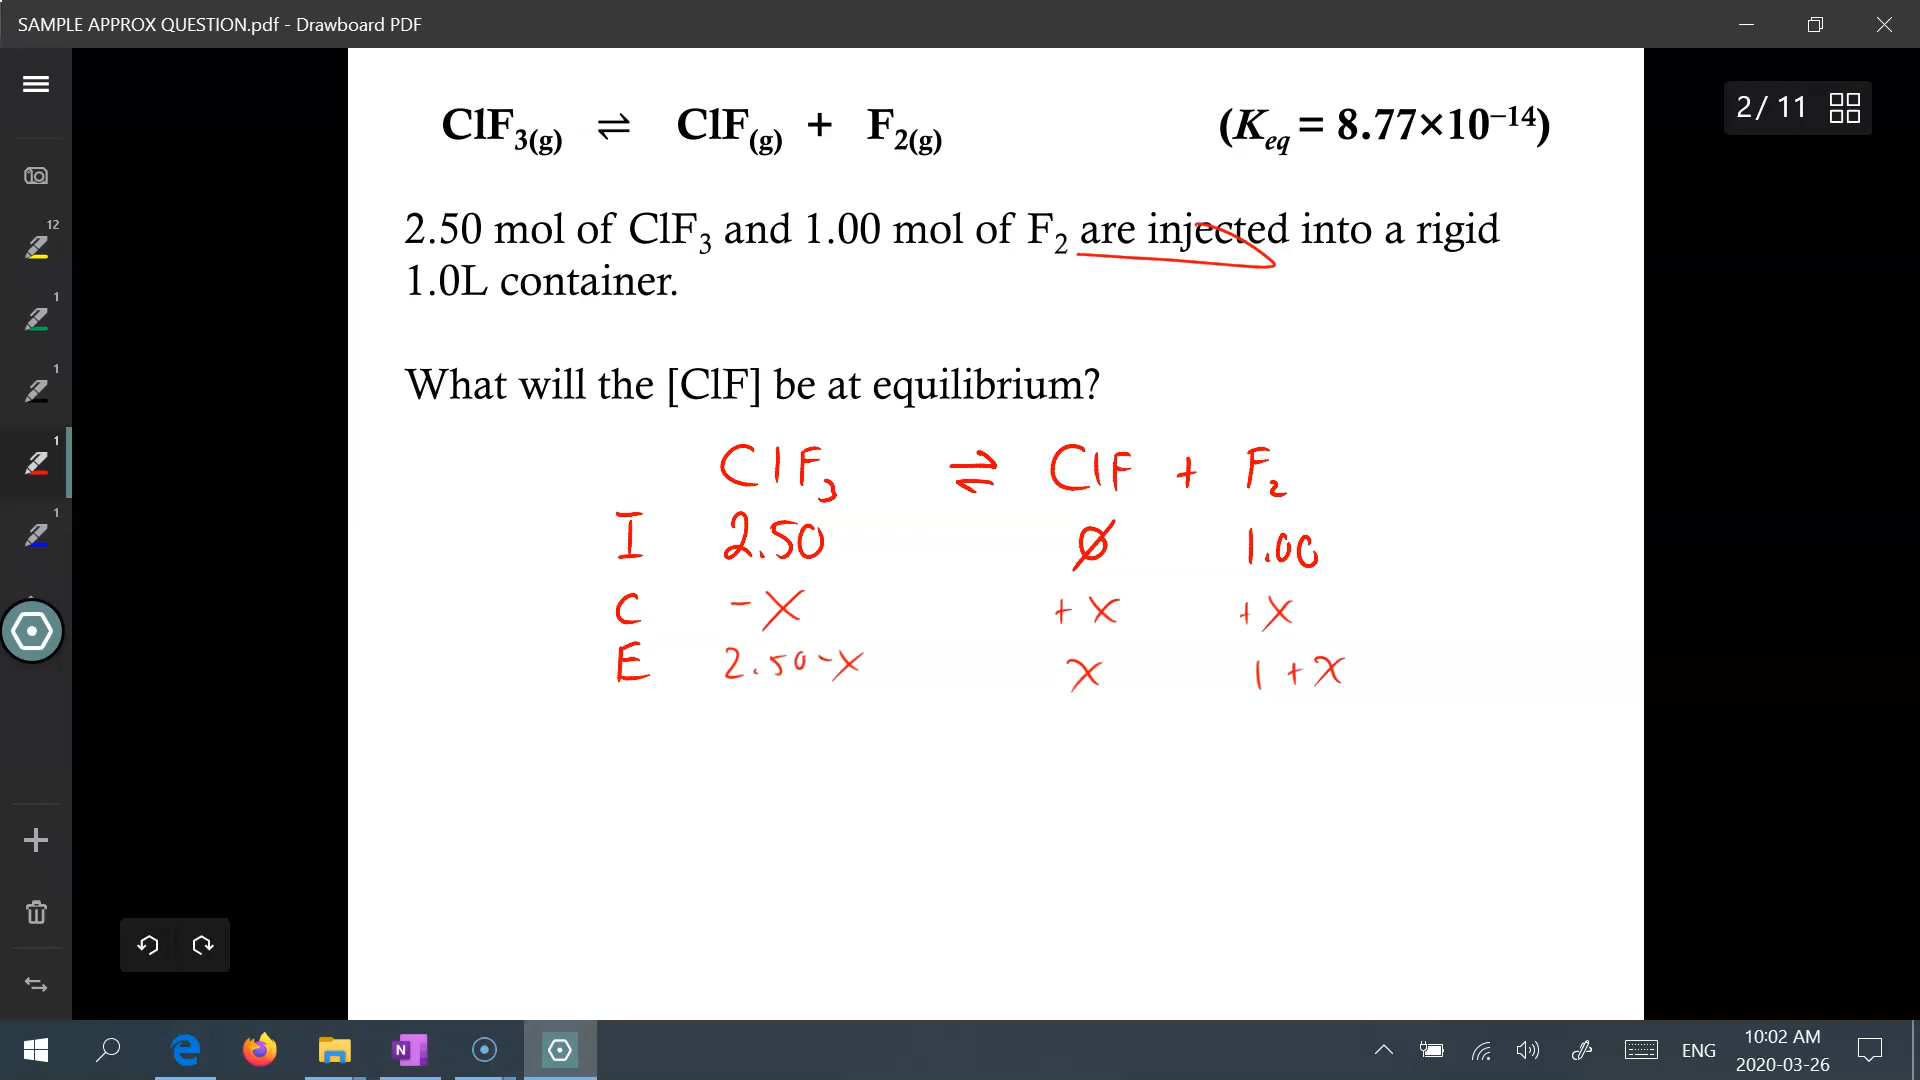 SAMPLE APPROX QUESTION.pdf - Drawboard PDF
2 / 11
ClF3(g) ⇌ ClF(g) + F2(g) (Keq = 8.77×10−14)
12
2.50 mol of ClF3 and 1.00 mol of F2 are injected into a rigid
1.0L container.
1
1
What will the [ClF] be at equilibrium?
1
ClF3 ⇌ ClF + F2
1
I 2.50 ∅ 1.00
C -x +x +x
E 2.50-x x 1+x
N
ENG
10:02 AM
2020-03-26